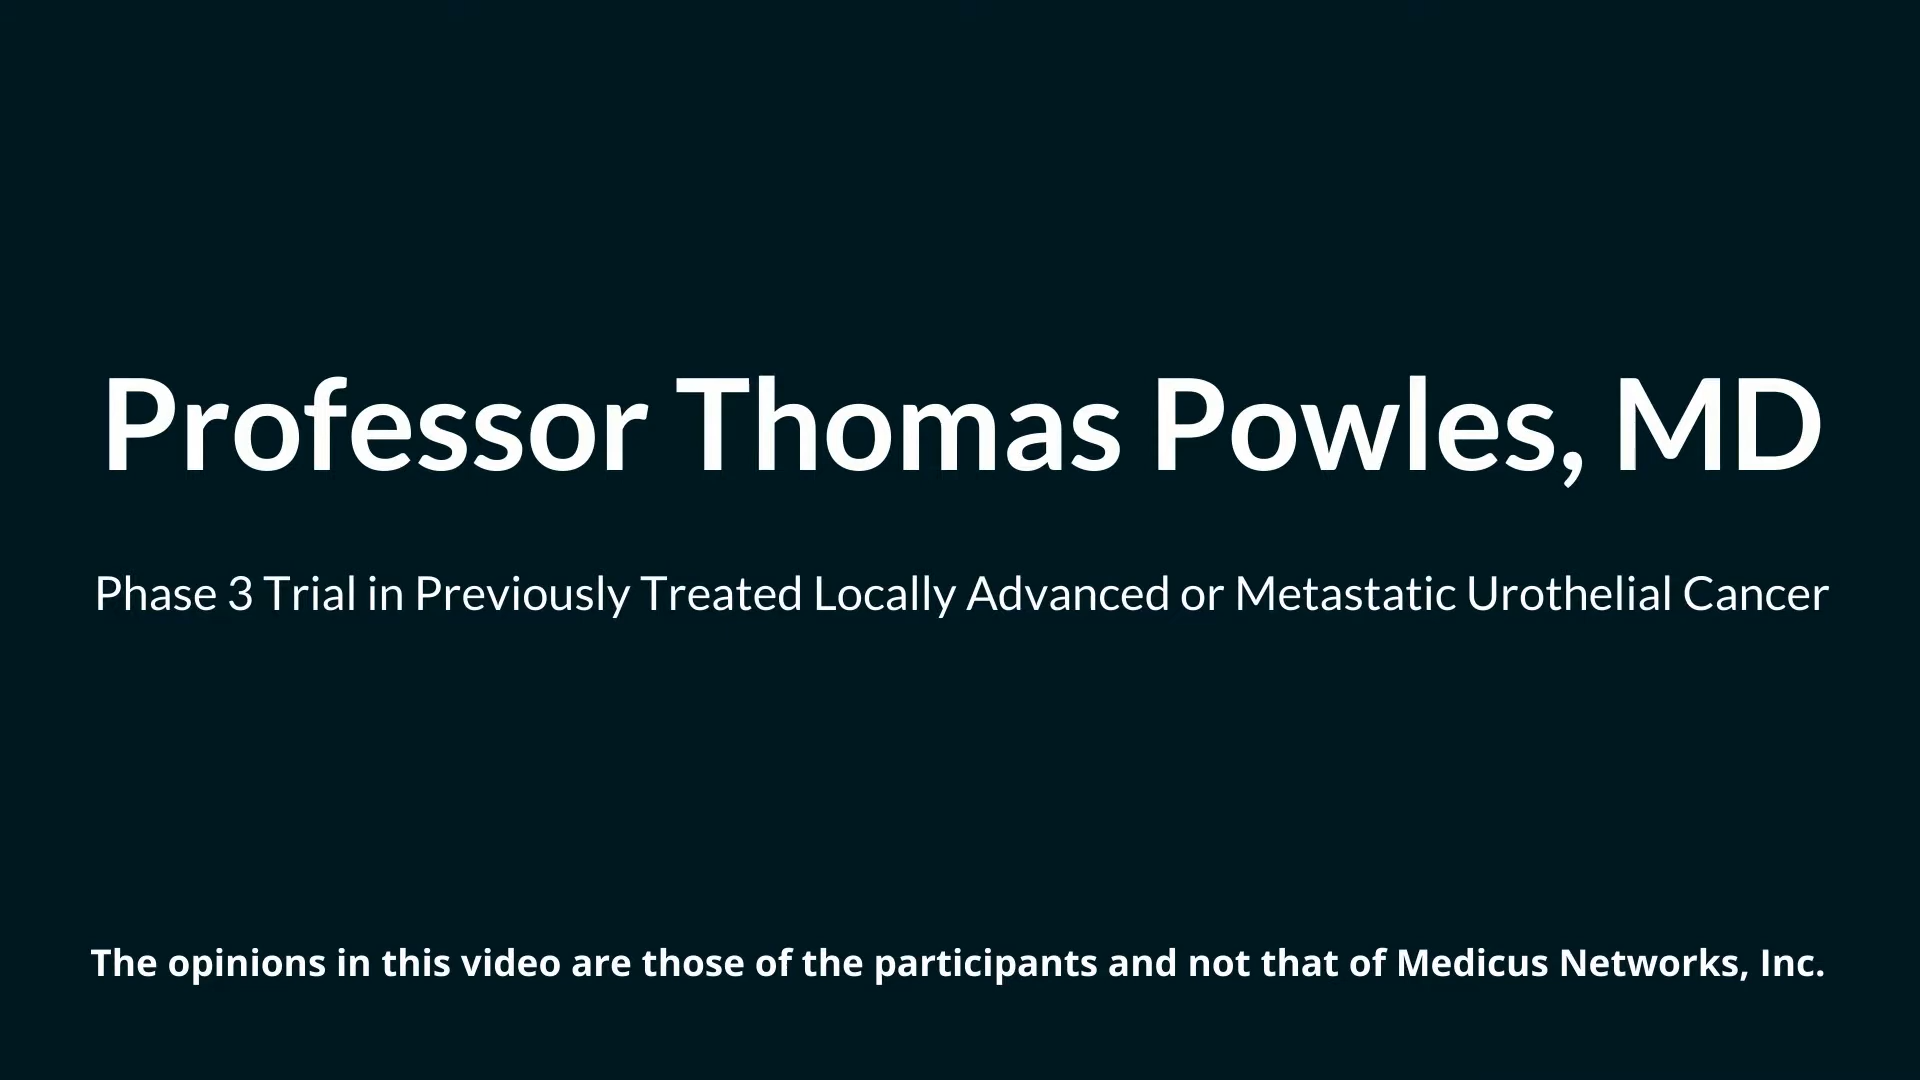 Professor Thomas Powles, MD
Phase 3 Trial in Previously Treated Locally Advanced or Metastatic Urothelial Cancer
The opinions in this video are those of the participants and not that of Medicus Networks, Inc.